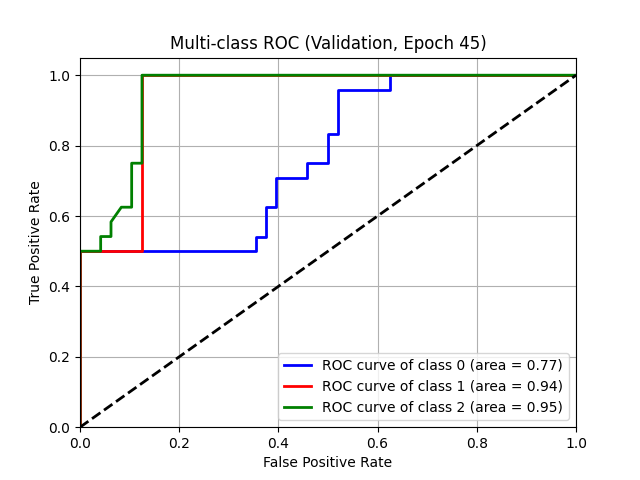 Multi-class ROC (Validation, Epoch 45)
True Positive Rate
1.0
0.8
0.6
0.4
0.2
0.0
ROC curve of class 0 (area = 0.77)
ROC curve of class 1 (area = 0.94)
ROC curve of class 2 (area = 0.95)
0.0 0.2 0.4 0.6 0.8 1.0
False Positive Rate